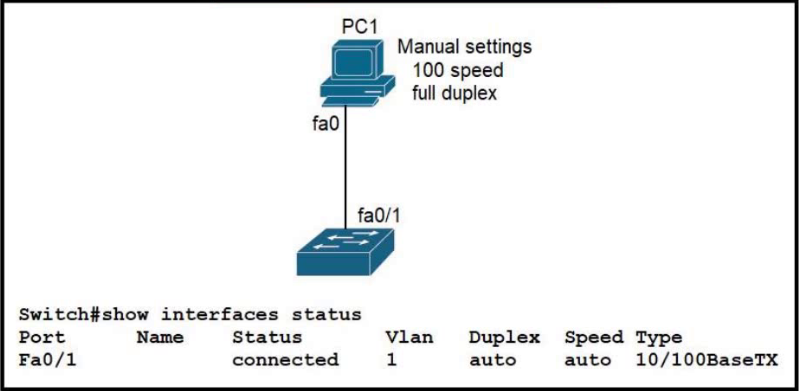 PC1
Manual settings
100 speed
full duplex
fa0
fa0/1
Switch#show interfaces status
Port Name Status Vlan Duplex Speed Type
Fa0/1 connected 1 auto auto 10/100BaseTX